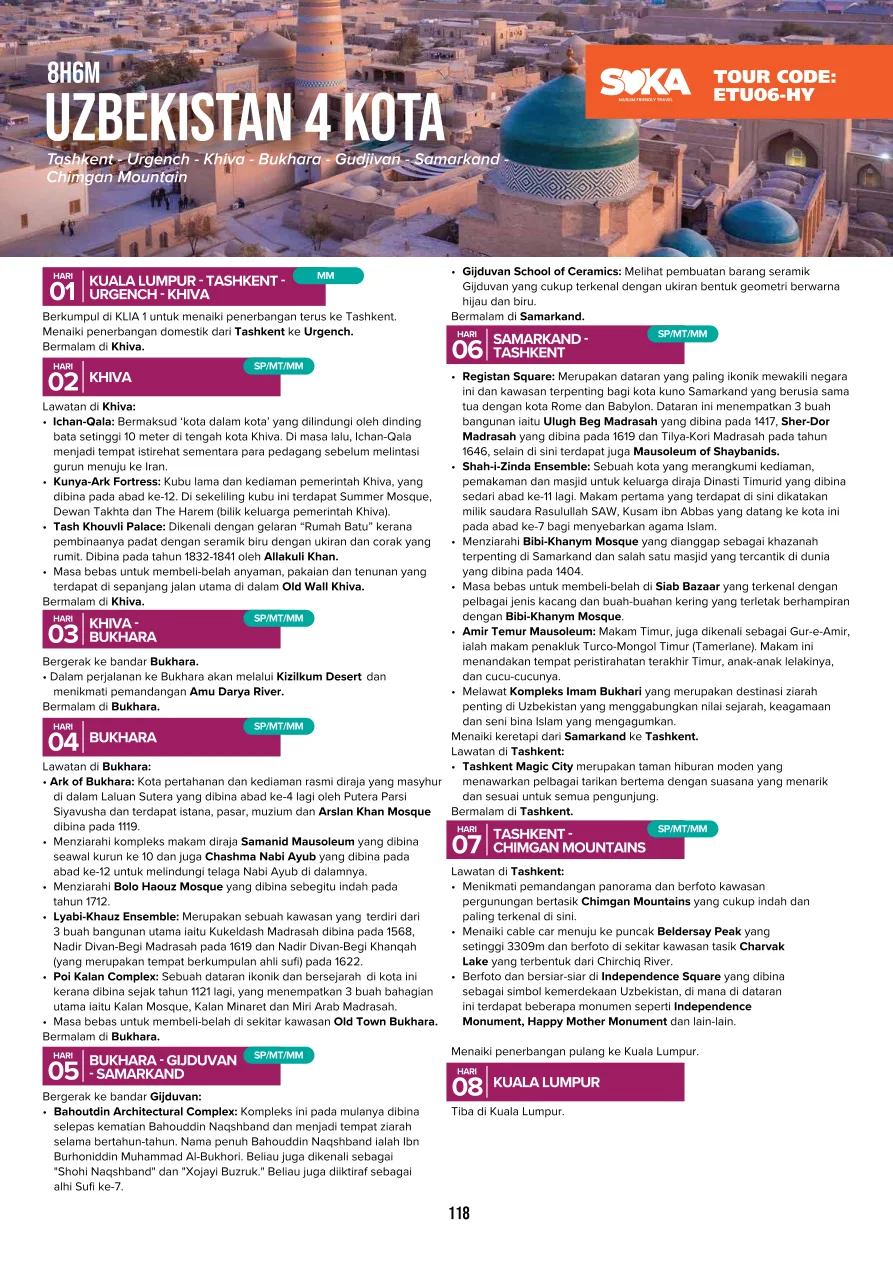 8H6M
UZBEKISTAN 4 KOTA
Tashkent - Urgench - Khiva - Bukhara - Gudjivan - Samarkand -
Chimgan Mountain
SOKA
MUSLIM FRIENDLY TRAVEL
TOUR CODE:
ETU06-HY
HARI
01
KUALA LUMPUR - TASHKENT -
URGENCH - KHIVA
MM
Berkumpul di KLIA 1 untuk menaiki penerbangan terus ke Tashkent.
Menaiki penerbangan domestik dari Tashkent ke Urgench.
Bermalam di Khiva.
HARI
02
KHIVA
SP/MT/MM
Lawatan di Khiva:
• Ichan-Qala: Bermaksud ‘kota dalam kota’ yang dilindungi oleh dinding
bata setinggi 10 meter di tengah kota Khiva. Di masa lalu, Ichan-Qala
menjadi tempat istirehat sementara para pedagang sebelum melintasi
gurun menuju ke Iran.
• Kunya-Ark Fortress: Kubu lama dan kediaman pemerintah Khiva, yang
dibina pada abad ke-12. Di sekeliling kubu ini terdapat Summer Mosque,
Dewan Takhta dan The Harem (bilik keluarga pemerintah Khiva).
• Tash Khouvli Palace: Dikenali dengan gelaran “Rumah Batu” kerana
pembinaanya padat dengan seramik biru dengan ukiran dan corak yang
rumit. Dibina pada tahun 1832-1841 oleh Allakuli Khan.
• Masa bebas untuk membeli-belah anyaman, pakaian dan tenunan yang
terdapat di sepanjang jalan utama di dalam Old Wall Khiva.
Bermalam di Khiva.
HARI
03
KHIVA -
BUKHARA
SP/MT/MM
Bergerak ke bandar Bukhara.
• Dalam perjalanan ke Bukhara akan melalui Kizilkum Desert dan
menikmati pemandangan Amu Darya River.
Bermalam di Bukhara.
HARI
04
BUKHARA
SP/MT/MM
Lawatan di Bukhara:
• Ark of Bukhara: Kota pertahanan dan kediaman rasmi diraja yang masyhur
di dalam Laluan Sutera yang dibina abad ke-4 lagi oleh Putera Parsi
Siyavusha dan terdapat istana, pasar, muzium dan Arslan Khan Mosque
dibina pada 1119.
• Menziarahi kompleks makam diraja Samanid Mausoleum yang dibina
seawal kurun ke 10 dan juga Chashma Nabi Ayub yang dibina pada
abad ke-12 untuk melindungi telaga Nabi Ayub di dalamnya.
• Menziarahi Bolo Haouz Mosque yang dibina sebegitu indah pada
tahun 1712.
• Lyabi-Khauz Ensemble: Merupakan sebuah kawasan yang terdiri dari
3 buah bangunan utama iaitu Kukeldash Madrasah dibina pada 1568,
Nadir Divan-Begi Madrasah pada 1619 dan Nadir Divan-Begi Khanqah
(yang merupakan tempat berkumpulan ahli sufi) pada 1622.
• Poi Kalan Complex: Sebuah dataran ikonik dan bersejarah di kota ini
kerana dibina sejak tahun 1121 lagi, yang menempatkan 3 buah bahagian
utama iaitu Kalan Mosque, Kalan Minaret dan Miri Arab Madrasah.
• Masa bebas untuk membeli-belah di sekitar kawasan Old Town Bukhara.
Bermalam di Bukhara.
HARI
05
BUKHARA - GIJDUVAN
- SAMARKAND
SP/MT/MM
Bergerak ke bandar Gijduvan:
• Bahoutdin Architectural Complex: Kompleks ini pada mulanya dibina
selepas kematian Bahouddin Naqshband dan menjadi tempat ziarah
selama bertahun-tahun. Nama penuh Bahouddin Naqshband ialah Ibn
Burhoniddin Muhammad Al-Bukhori. Beliau juga dikenali sebagai
"Shohi Naqshband" dan "Xojayi Buzruk." Beliau juga diiktiraf sebagai
alhi Sufi ke-7.
• Gijduvan School of Ceramics: Melihat pembuatan barang seramik
Gijduvan yang cukup terkenal dengan ukiran bentuk geometri berwarna
hijau dan biru.
Bermalam di Samarkand.
HARI
06
SAMARKAND -
TASHKENT
SP/MT/MM
• Registan Square: Merupakan dataran yang paling ikonik mewakili negara
ini dan kawasan terpenting bagi kota kuno Samarkand yang berusia sama
tua dengan kota Rome dan Babylon. Dataran ini menempatkan 3 buah
bangunan iaitu Ulugh Beg Madrasah yang dibina pada 1417, Sher-Dor
Madrasah yang dibina pada 1619 dan Tilya-Kori Madrasah pada tahun
1646, selain di sini terdapat juga Mausoleum of Shaybanids.
• Shah-i-Zinda Ensemble: Sebuah kota yang merangkumi kediaman,
pemakaman dan masjid untuk keluarga diraja Dinasti Timurid yang dibina
sedari abad ke-11 lagi. Makam pertama yang terdapat di sini dikatakan
milik saudara Rasulullah SAW, Kusam ibn Abbas yang datang ke kota ini
pada abad ke-7 bagi menyebarkan agama Islam.
• Menziarahi Bibi-Khanym Mosque yang dianggap sebagai khazanah
terpenting di Samarkand dan salah satu masjid yang tercantik di dunia
yang dibina pada 1404.
• Masa bebas untuk membeli-belah di Siab Bazaar yang terkenal dengan
pelbagai jenis kacang dan buah-buahan kering yang terletak berhampiran
dengan Bibi-Khanym Mosque.
• Amir Temur Mausoleum: Makam Timur, juga dikenali sebagai Gur-e-Amir,
ialah makam penakluk Turco-Mongol Timur (Tamerlane). Makam ini
menandakan tempat peristirahatan terakhir Timur, anak-anak lelakinya,
dan cucu-cucunya.
• Melawat Kompleks Imam Bukhari yang merupakan destinasi ziarah
penting di Uzbekistan yang menggabungkan nilai sejarah, keagamaan
dan seni bina Islam yang mengagumkan.
Menaiki keretapi dari Samarkand ke Tashkent.
Lawatan di Tashkent:
• Tashkent Magic City merupakan taman hiburan moden yang
menawarkan pelbagai tarikan bertema dengan suasana yang menarik
dan sesuai untuk semua pengunjung.
Bermalam di Tashkent.
HARI
07
TASHKENT -
CHIMGAN MOUNTAINS
SP/MT/MM
Lawatan di Tashkent:
• Menikmati pemandangan panorama dan berfoto kawasan
pergunungan bertasik Chimgan Mountains yang cukup indah dan
paling terkenal di sini.
• Menaiki cable car menuju ke puncak Beldersay Peak yang
setinggi 3309m dan berfoto di sekitar kawasan tasik Charvak
Lake yang terbentuk dari Chirchiq River.
• Berfoto dan bersiar-siar di Independence Square yang dibina
sebagai simbol kemerdekaan Uzbekistan, di mana di dataran
ini terdapat beberapa monumen seperti Independence
Monument, Happy Mother Monument dan lain-lain.
Menaiki penerbangan pulang ke Kuala Lumpur.
HARI
08
KUALA LUMPUR
Tiba di Kuala Lumpur.
118